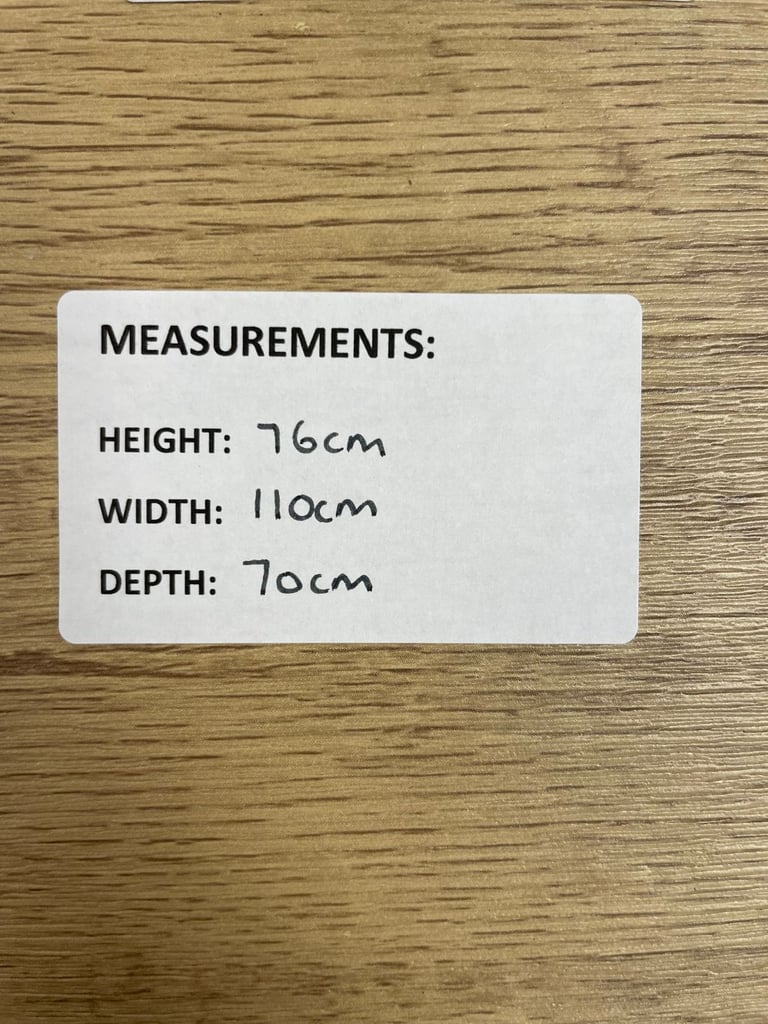 MEASUREMENTS:
HEIGHT: 76cm
WIDTH: 110cm
DEPTH: 70cm